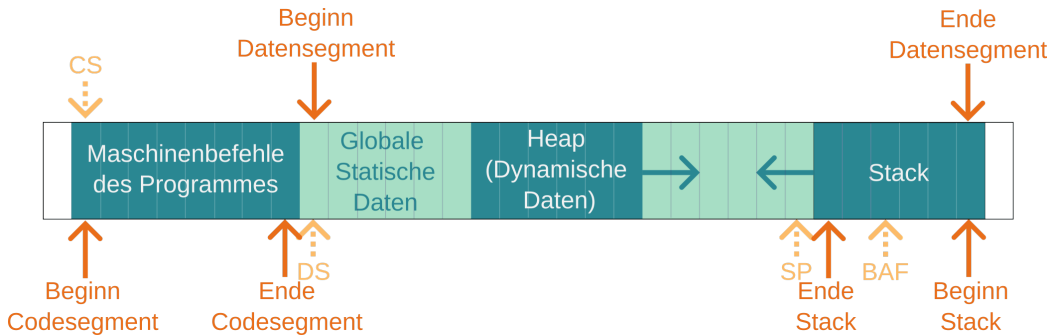 Beginn
Datensegment
Ende
Datensegment
CS
Maschinenbefehle
des Programmes
Globale
Statische
Daten
Heap
(Dynamische
Daten)
Stack
DS
SP
BAF
Beginn
Codesegment
Ende
Codesegment
Ende
Stack
Beginn
Stack